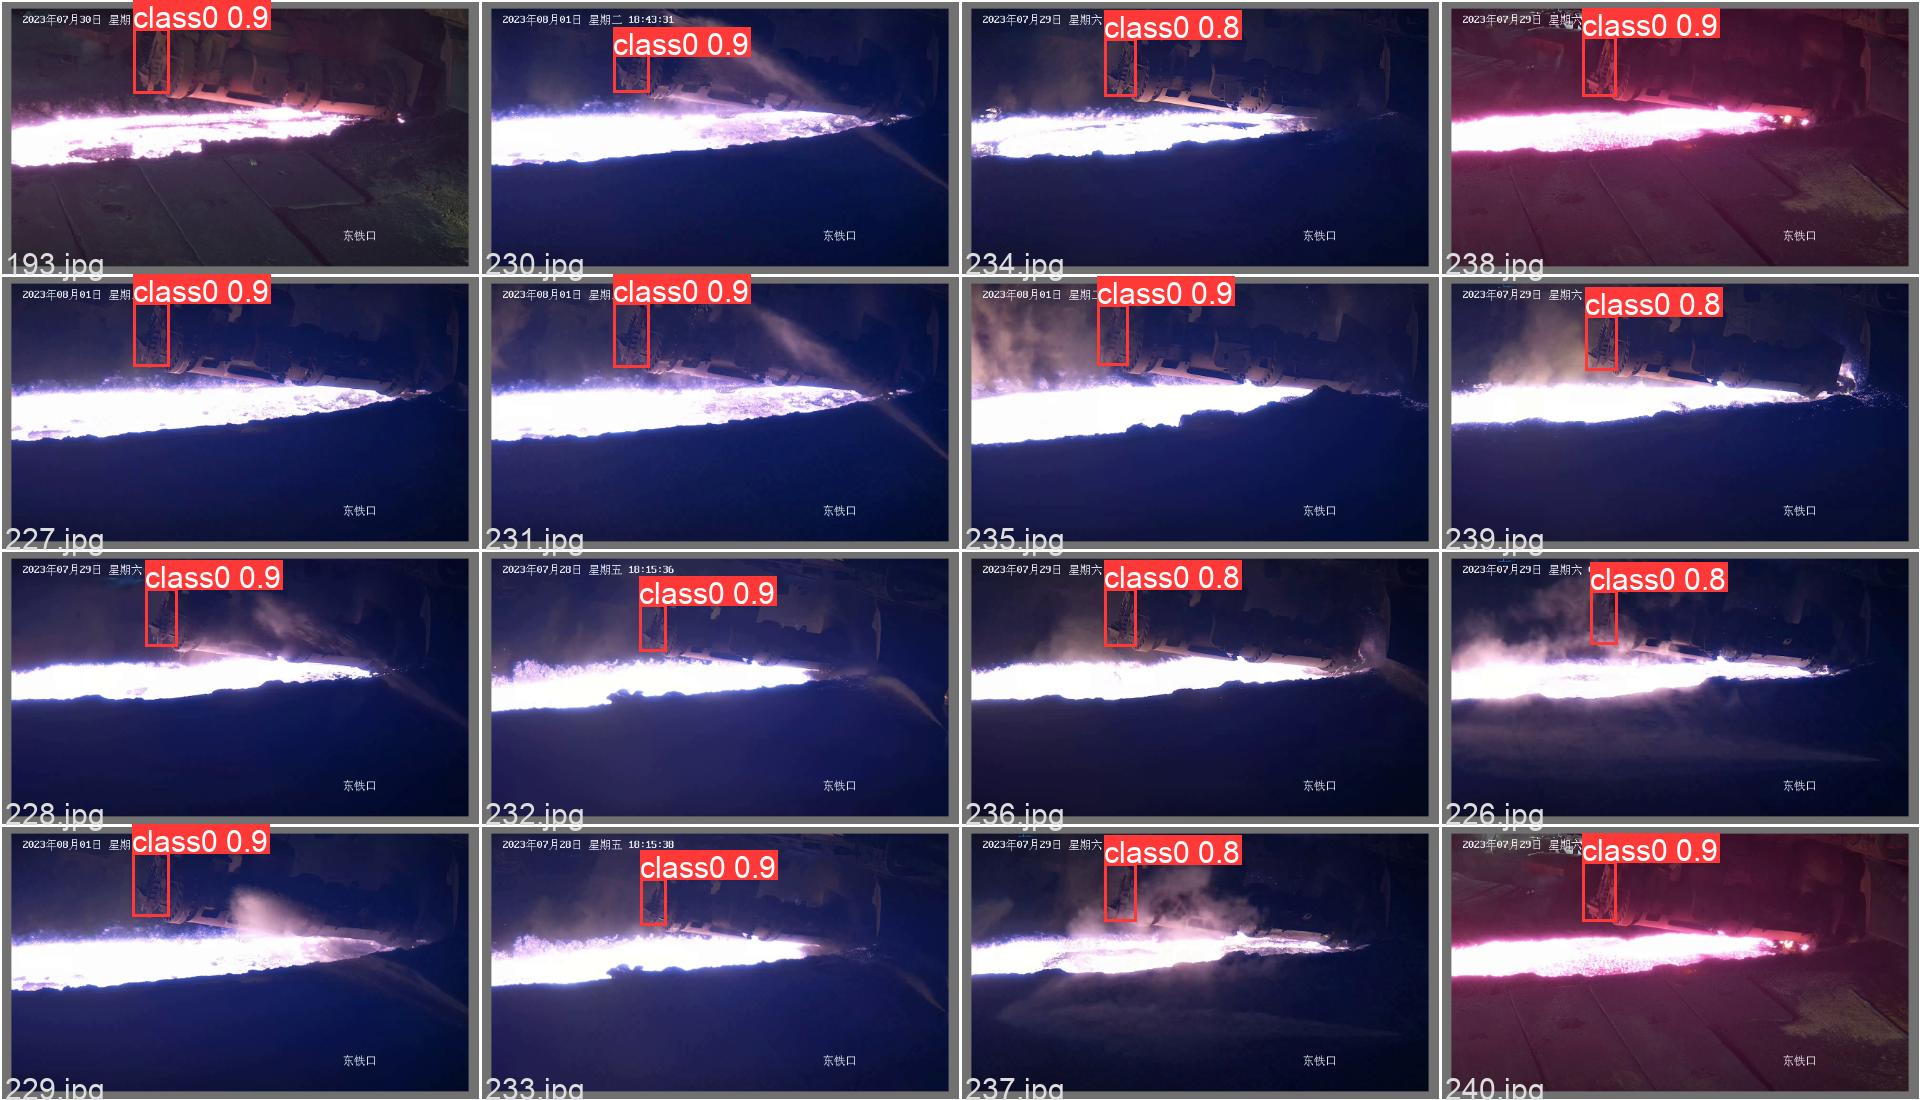 2023年07月30日 星期
class0 0.9
东铁口
193.jpg
2023年08月01日 星期二 18:43:31
class0 0.9
东铁口
230.jpg
2023年07月29日 星期六
class0 0.8
东铁口
234.jpg
2023年07月29日 星期六
class0 0.9
东铁口
238.jpg
2023年08月01日 星期
class0 0.9
东铁口
227.jpg
2023年08月01日 星期
class0 0.9
东铁口
231.jpg
2023年08月01日 星期
class0 0.9
东铁口
235.jpg
2023年07月29日 星期六
class0 0.8
东铁口
239.jpg
2023年07月29日 星期六
class0 0.9
东铁口
228.jpg
2023年07月28日 星期五 18:15:36
class0 0.9
东铁口
232.jpg
2023年07月29日 星期六
class0 0.8
东铁口
236.jpg
2023年07月29日 星期六
class0 0.8
东铁口
226.jpg
2023年08月01日 星期
class0 0.9
东铁口
229.jpg
2023年07月28日 星期五 18:15:38
class0 0.9
东铁口
233.jpg
2023年07月29日 星期六
class0 0.8
东铁口
237.jpg
2023年07月29日 星期六
class0 0.9
东铁口
240.jpg